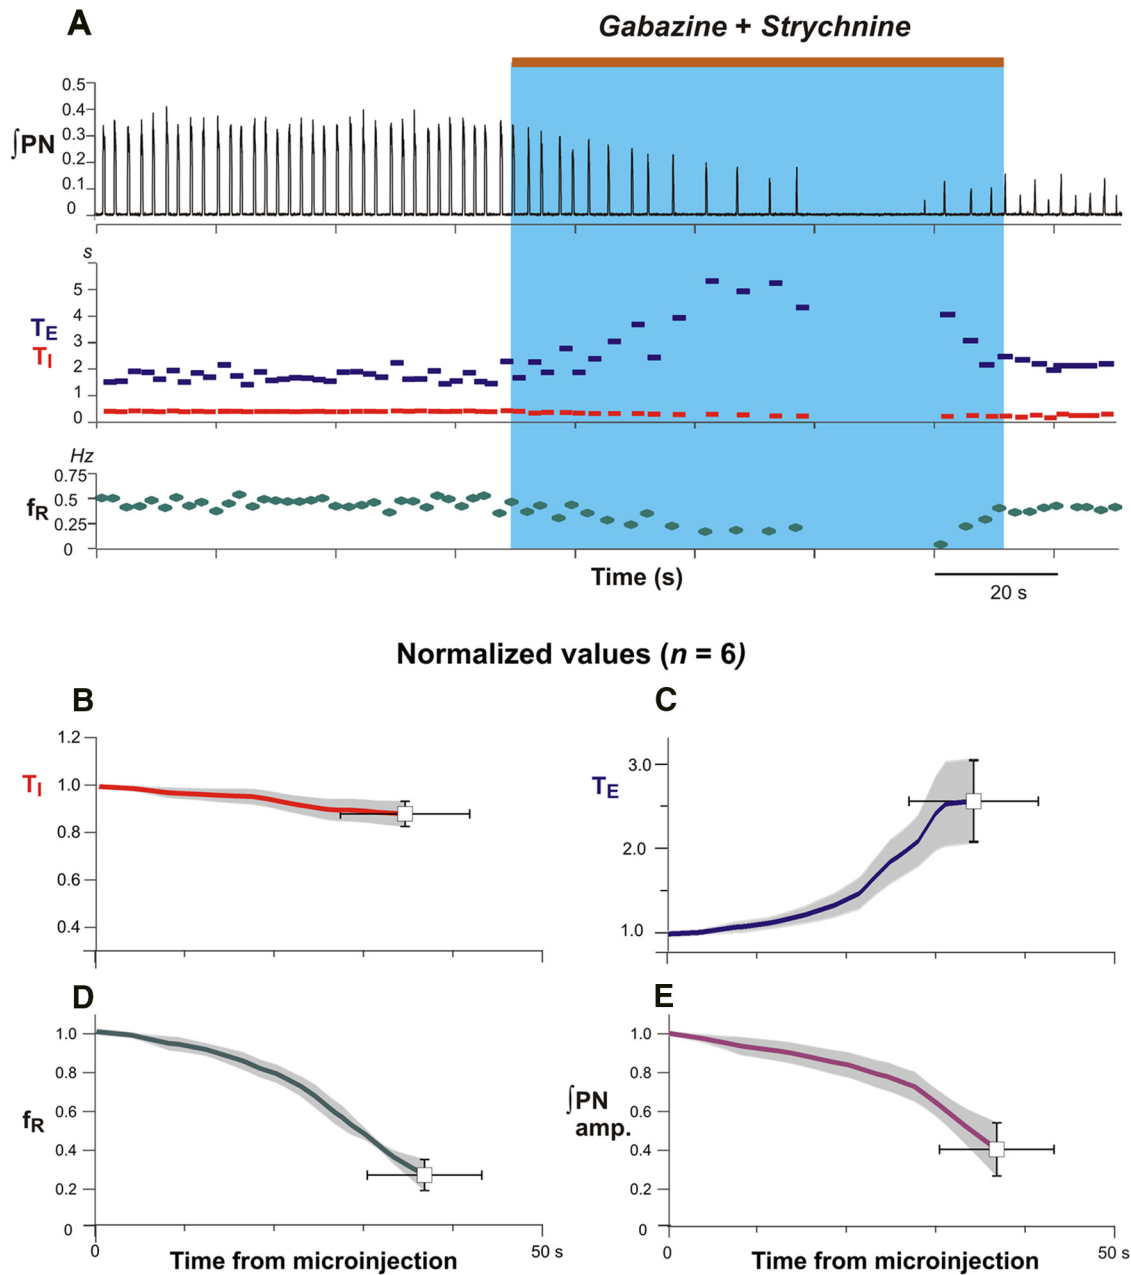 A
Gabazine + Strychnine
0.5
0.4
0.3
0.2
0.1
0
∫PN
s
5
4
3
2
1
0
TE
TI
Hz
0.75
0.5
0.25
0
fR
Time (s)
20 s
Normalized values (n = 6)
B
1.2
1.0
0.8
0.6
0.4
TI
C
3.0
2.0
1.0
TE
D
1.0
0.8
0.6
0.4
0.2
0
fR
0
Time from microinjection
50 s
E
1.0
0.8
0.6
0.4
0.2
0
∫PN
amp.
0
Time from microinjection
50 s